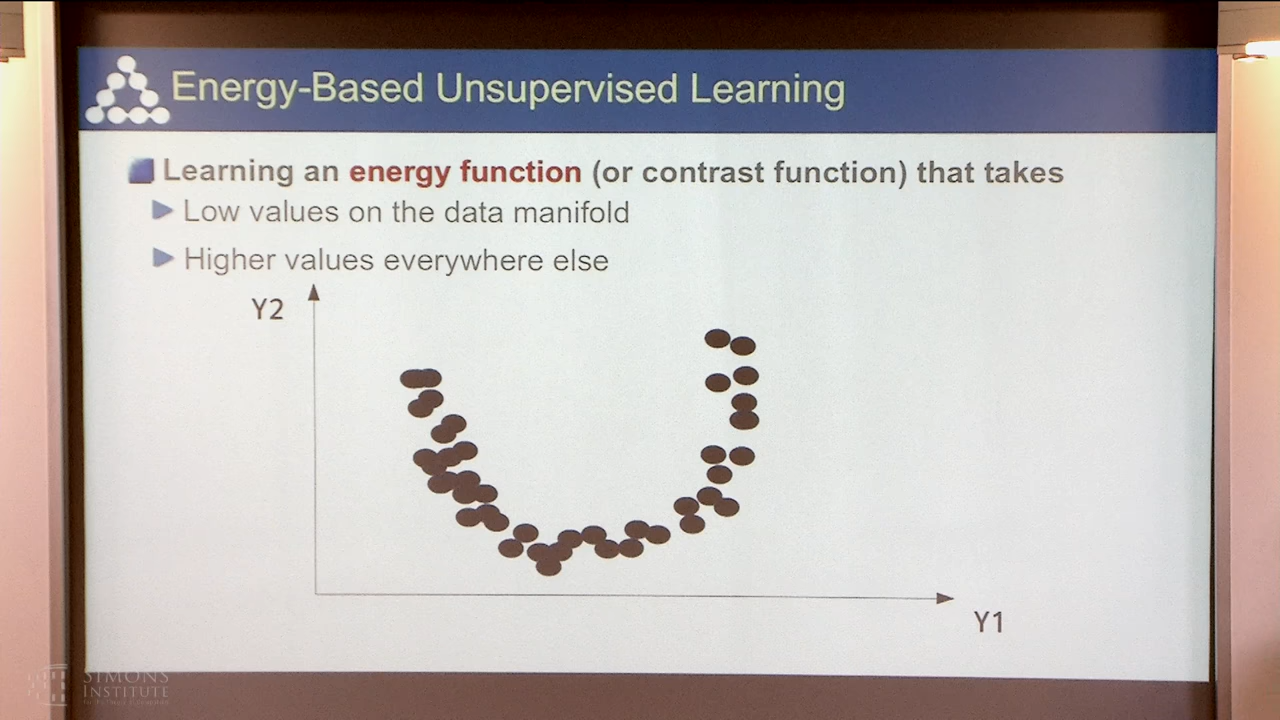 Energy-Based Unsupervised Learning
Learning an energy function (or contrast function) that takes
Low values on the data manifold
Higher values everywhere else
Y2
Y1
SIMONS
INSTITUTE